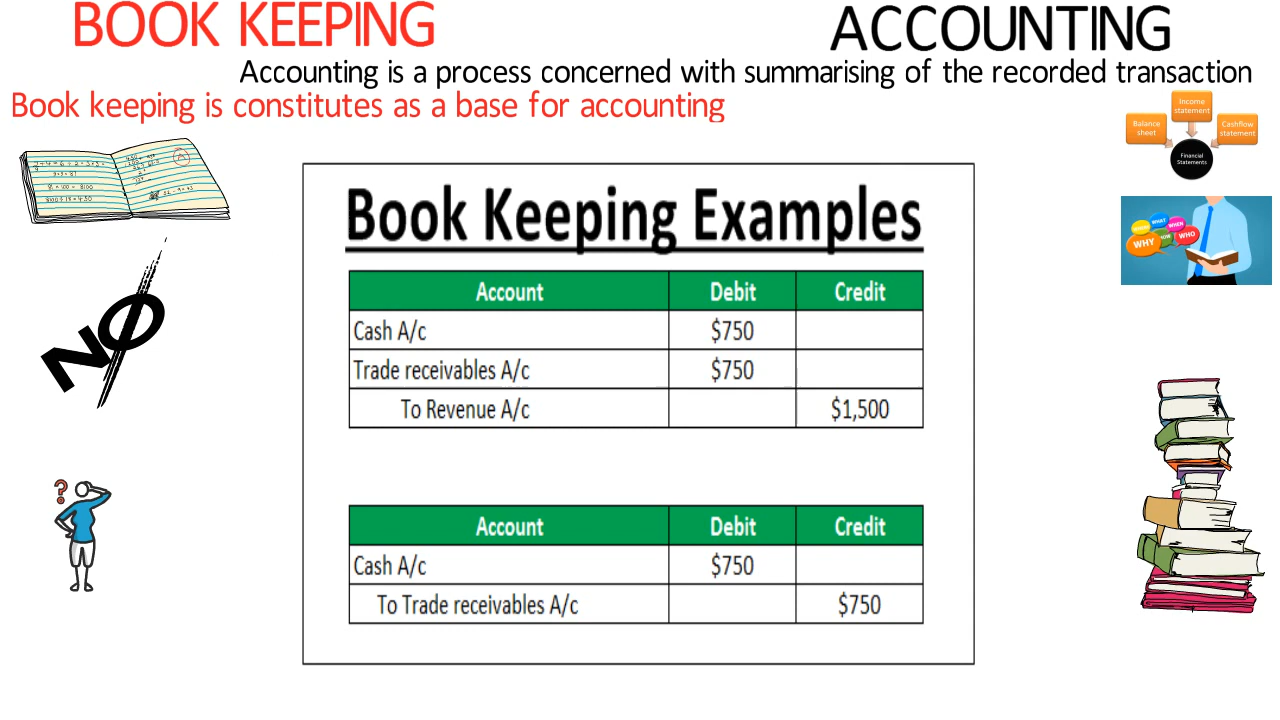 BOOK KEEPING
ACCOUNTING
Accounting is a process concerned with summarising of the recorded transaction
Book keeping is constitutes as a base for accounting
Income statement
Balance sheet
Cashflow statement
Financial Statements
WHAT
WHEN
WHY
WHO
NO
?
Book Keeping Examples
Account Debit Credit
Cash A/c $750
Trade receivables A/c $750
To Revenue A/c $1,500
Account Debit Credit
Cash A/c $750
To Trade receivables A/c $750